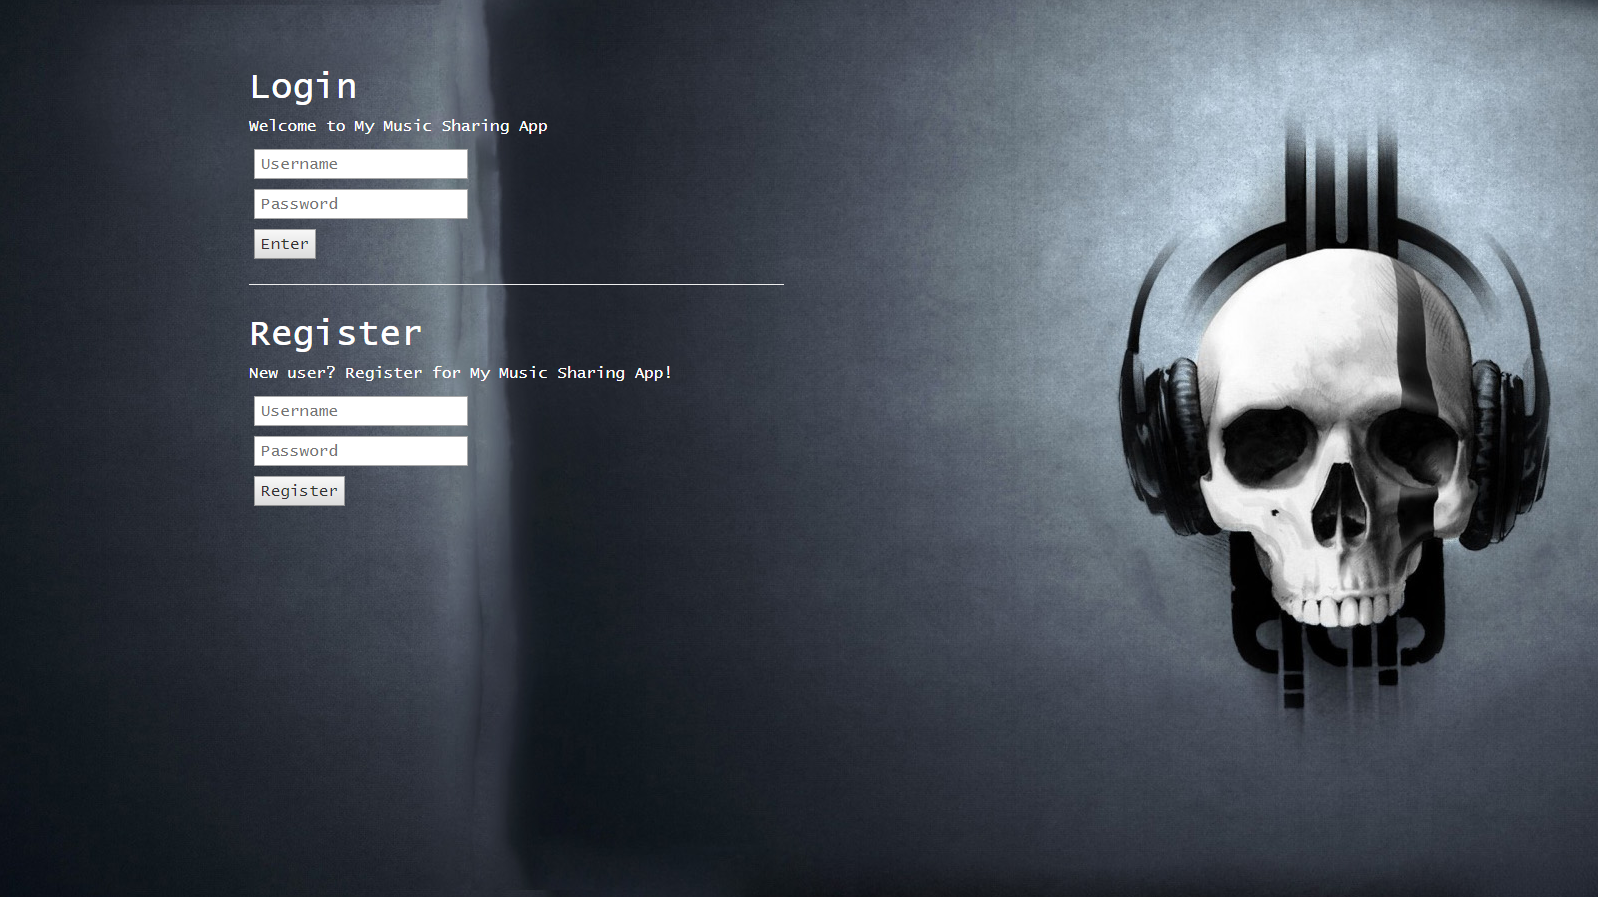 Login
Welcome to My Music Sharing App
Username
Password
Enter
Register
New user? Register for My Music Sharing App!
Username
Password
Register